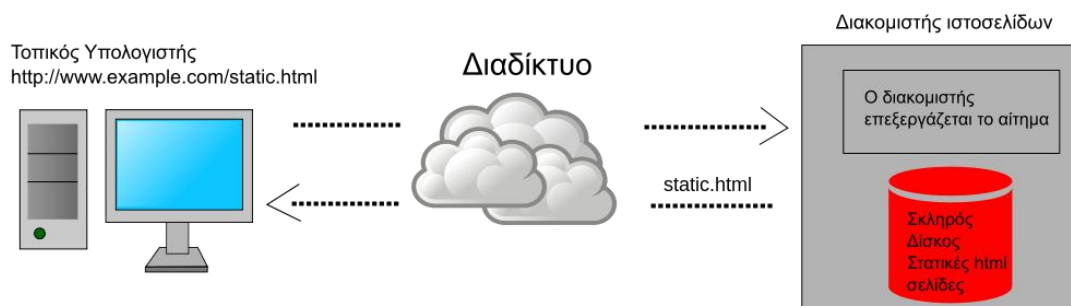 Τοπικός Υπολογιστής
http://www.example.com/static.html
Διαδίκτυο
Διακομιστής ιστοσελίδων
Ο διακομιστής
επεξεργάζεται το αίτημα
static.html
Σκληρός
Δίσκος
Στατικές html
σελίδες